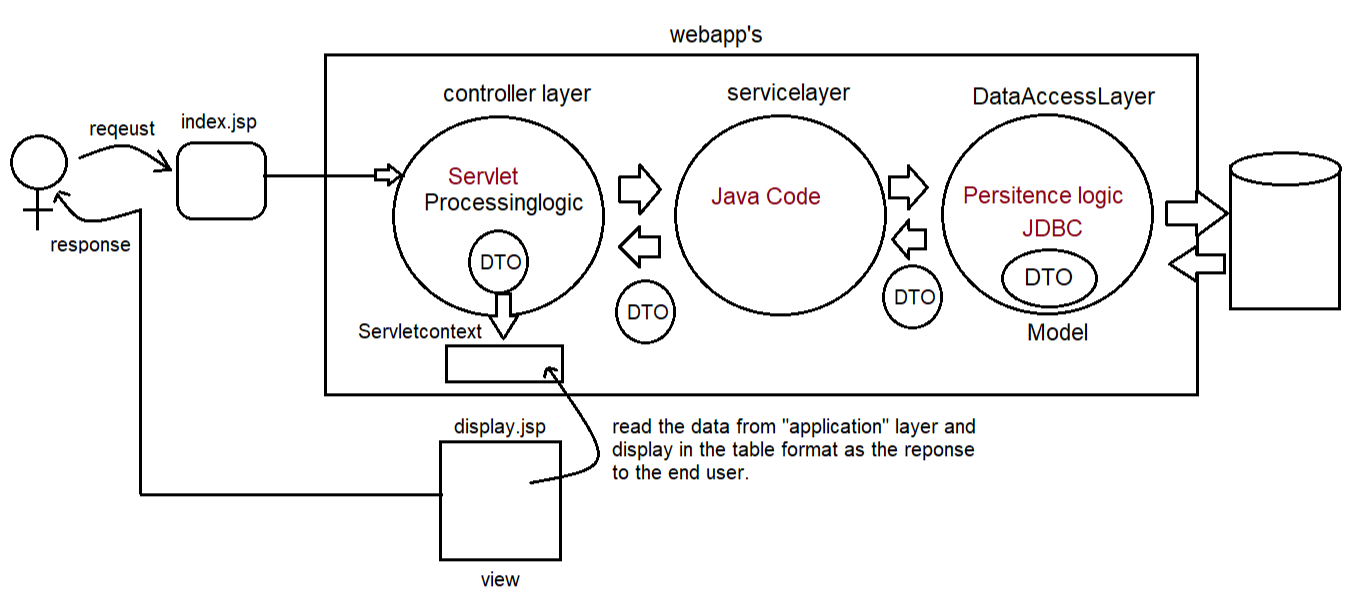 webapp's
controller layer
servicelayer
DataAccessLayer
reqeust
index.jsp
Servlet
Processinglogic
Java Code
Persitence logic
JDBC
response
DTO
DTO
DTO
DTO
Servletcontext
Model
display.jsp
read the data from "application" layer and
display in the table format as the reponse
to the end user.
view